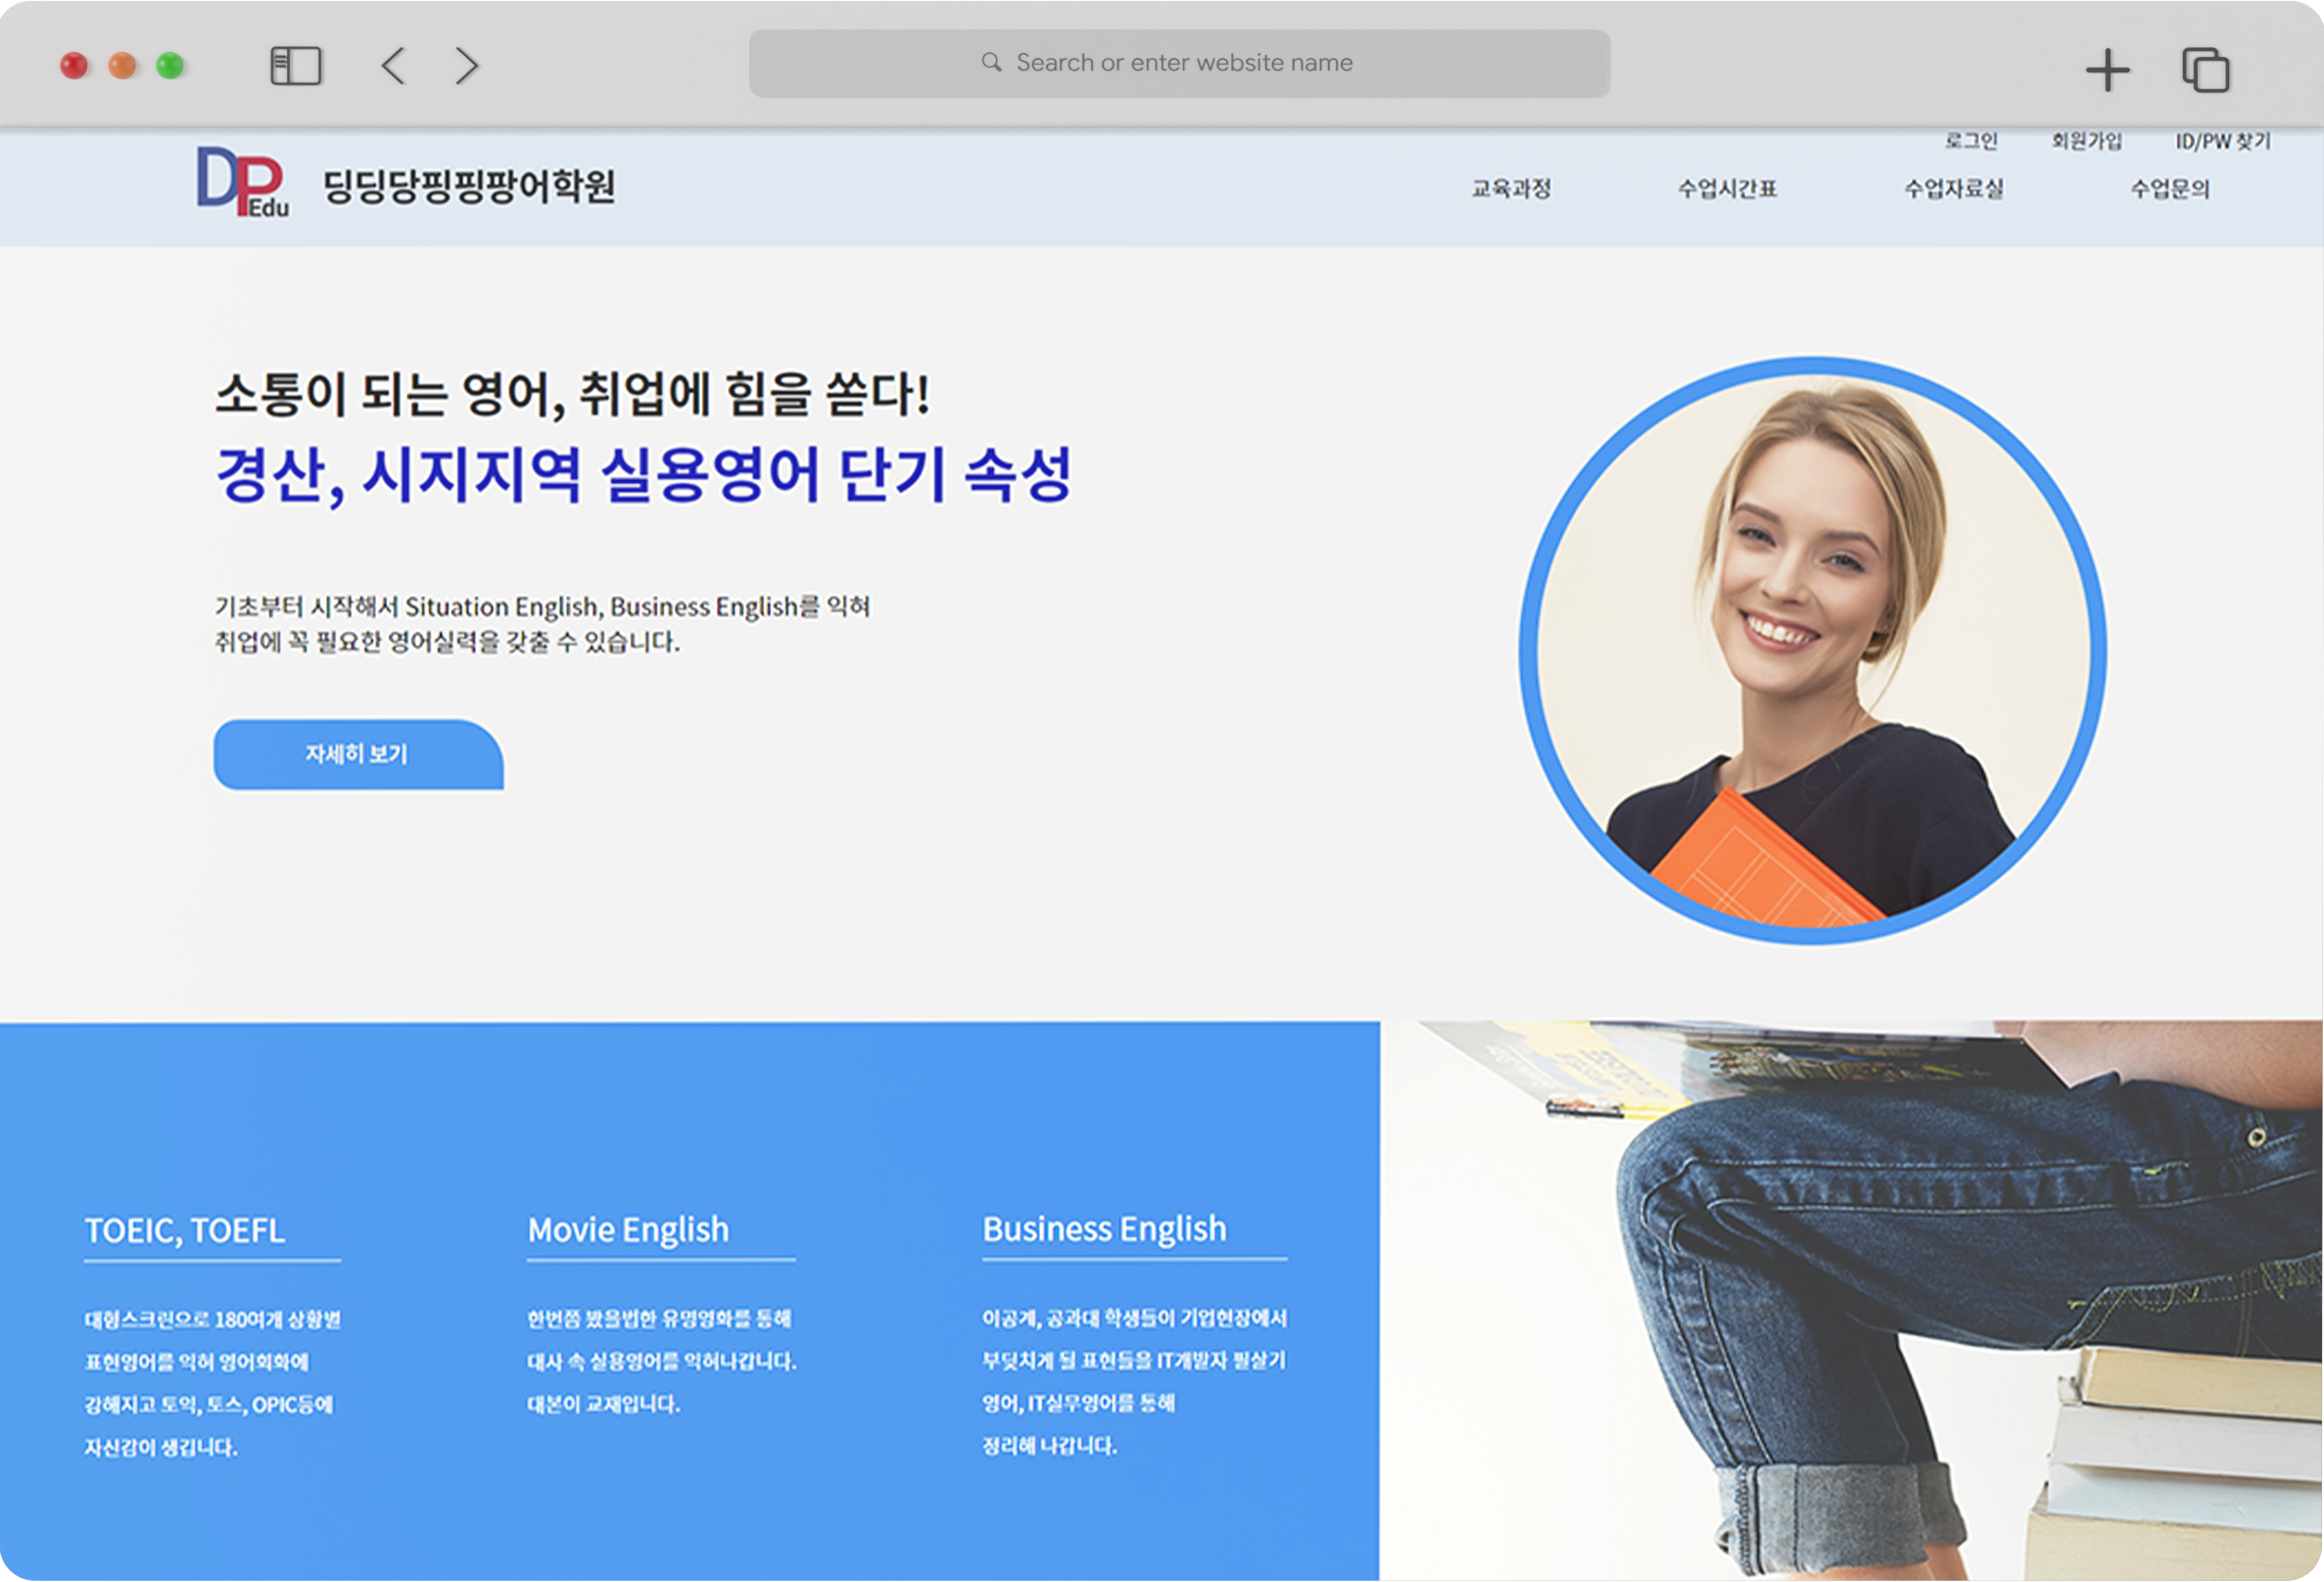 Search or enter website name
로그인 회원가입 ID/PW 찾기
DP Edu
딩딩당핑핑팡어학원
교육과정 수업시간표 수업자료실 수업문의
소통이 되는 영어, 취업에 힘을 쏟다!
경산, 시지지역 실용영어 단기 속성
기초부터 시작해서 Situation English, Business English를 익혀
취업에 꼭 필요한 영어실력을 갖출 수 있습니다.
자세히 보기
TOEIC, TOEFL
대형스크린으로 180여개 상황별
표현영어를 익혀 영어회화에
강해지고 토익, 토스, OPIC등에
자신감이 생깁니다.
Movie English
한번쯤 봤을법한 유명영화를 통해
대사 속 실용영어를 익혀나갑니다.
대본이 교재입니다.
Business English
이공계, 공과대 학생들이 기업현장에서
부딪치게 될 표현들을 IT개발자 필살기
영어, IT실무영어를 통해
정리해 나갑니다.